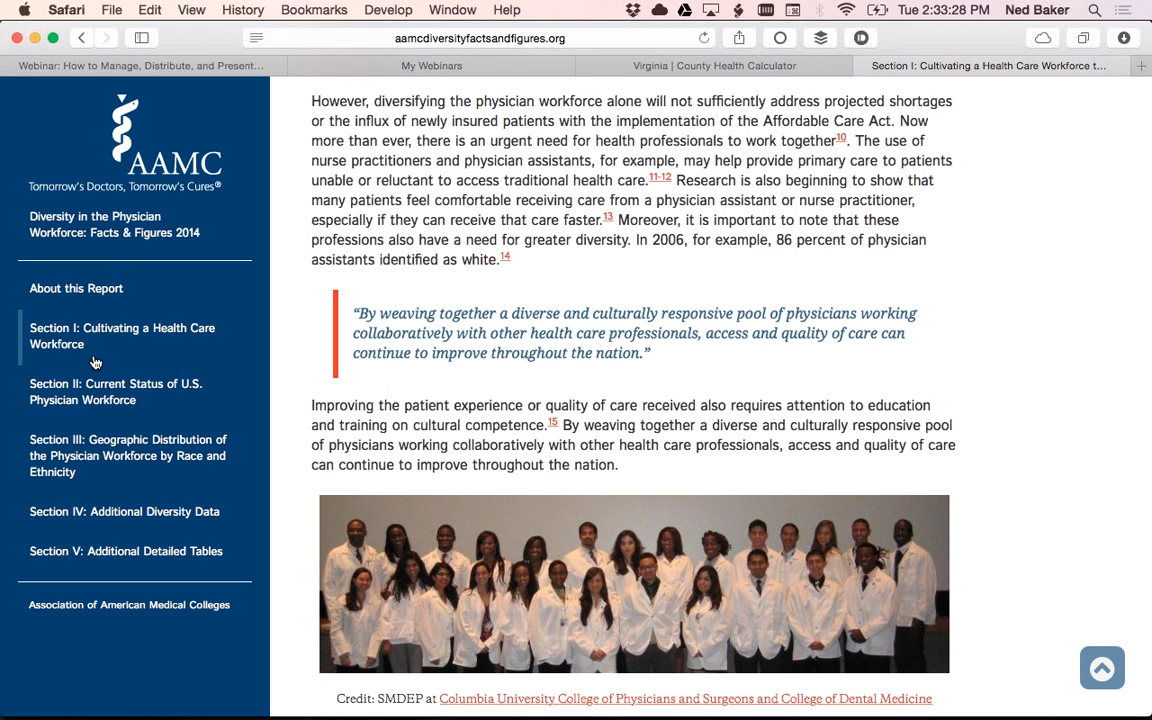 Safari File Edit View History Bookmarks Develop Window Help Tue 2:33:28 PM Ned Baker
aamcdiversityfactsandfigures.org
Webinar: How to Manage, Distribute, and Present... My Webinars Virginia | County Health Calculator Section I: Cultivating a Health Care Workforce t...
AAMC
Tomorrow's Doctors, Tomorrow's Cures®
Diversity in the Physician
Workforce: Facts & Figures 2014
About this Report
Section I: Cultivating a Health Care
Workforce
Section II: Current Status of U.S.
Physician Workforce
Section III: Geographic Distribution of
the Physician Workforce by Race and
Ethnicity
Section IV: Additional Diversity Data
Section V: Additional Detailed Tables
Association of American Medical Colleges
However, diversifying the physician workforce alone will not sufficiently address projected shortages
or the influx of newly insured patients with the implementation of the Affordable Care Act. Now
more than ever, there is an urgent need for health professionals to work together10. The use of
nurse practitioners and physician assistants, for example, may help provide primary care to patients
unable or reluctant to access traditional health care.11-12 Research is also beginning to show that
many patients feel comfortable receiving care from a physician assistant or nurse practitioner,
especially if they can receive that care faster.13 Moreover, it is important to note that these
professions also have a need for greater diversity. In 2006, for example, 86 percent of physician
assistants identified as white.14
“By weaving together a diverse and culturally responsive pool of physicians working
collaboratively with other health care professionals, access and quality of care can
continue to improve throughout the nation.”
Improving the patient experience or quality of care received also requires attention to education
and training on cultural competence.15 By weaving together a diverse and culturally responsive pool
of physicians working collaboratively with other health care professionals, access and quality of care
can continue to improve throughout the nation.
Credit: SMDEP at Columbia University College of Physicians and Surgeons and College of Dental Medicine